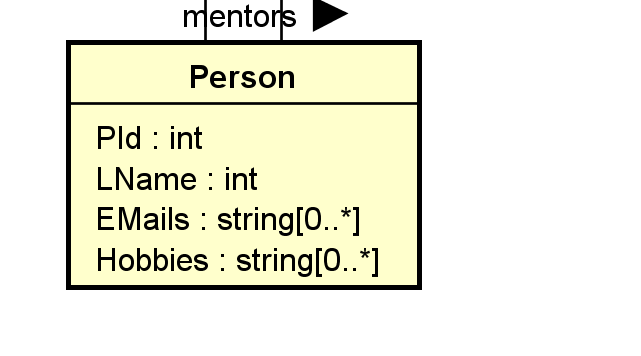 mentors
Person
PId : int
LName : int
EMails : string[0..*]
Hobbies : string[0..*]